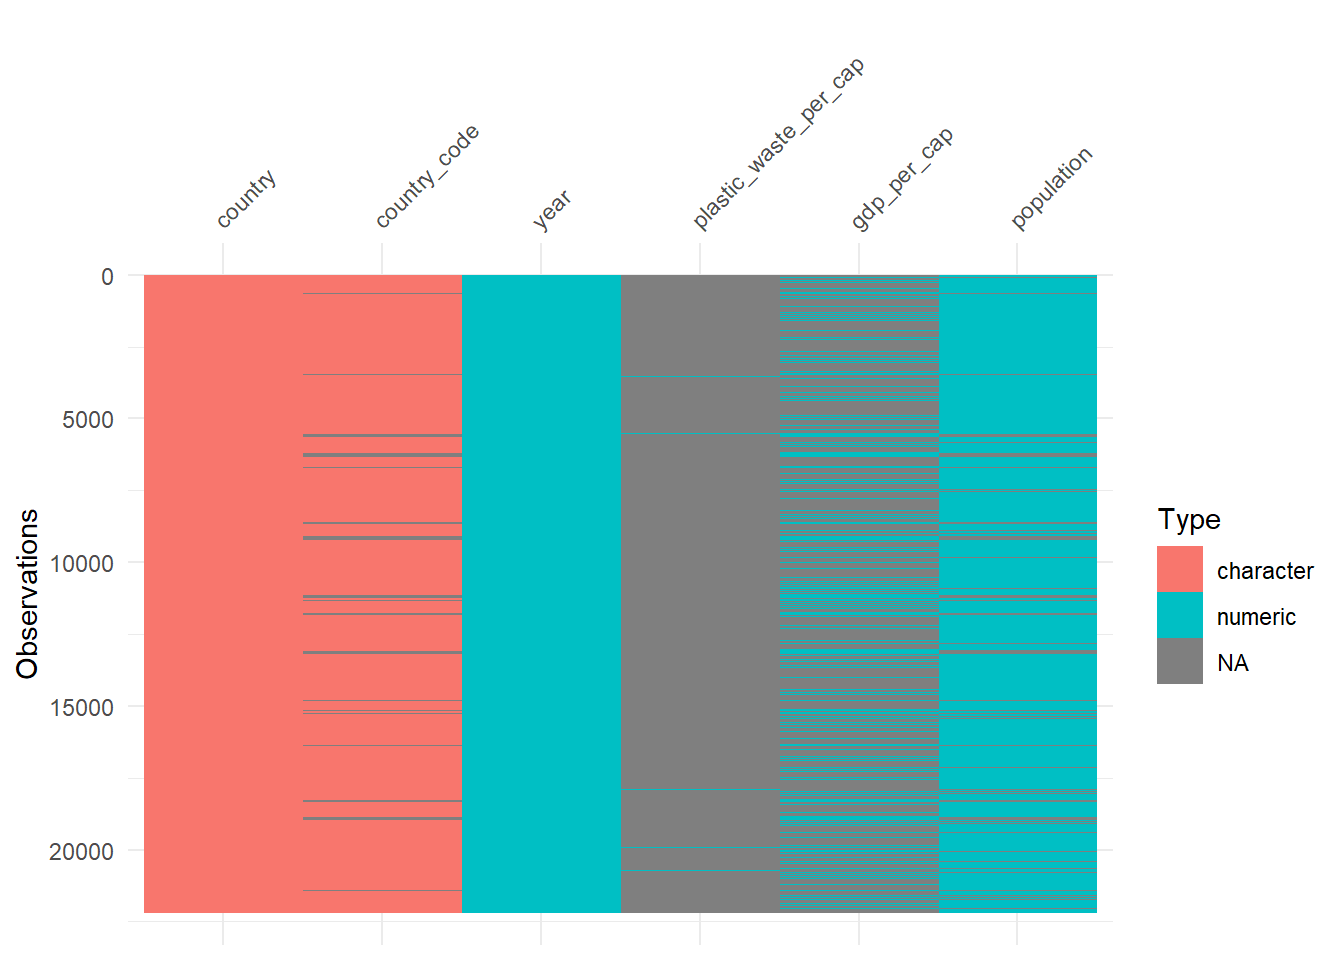 country
country_code
year
plastic_waste_per_cap
gdp_per_cap
population
0
5000
10000
15000
20000
Observations
Type
character
numeric
NA